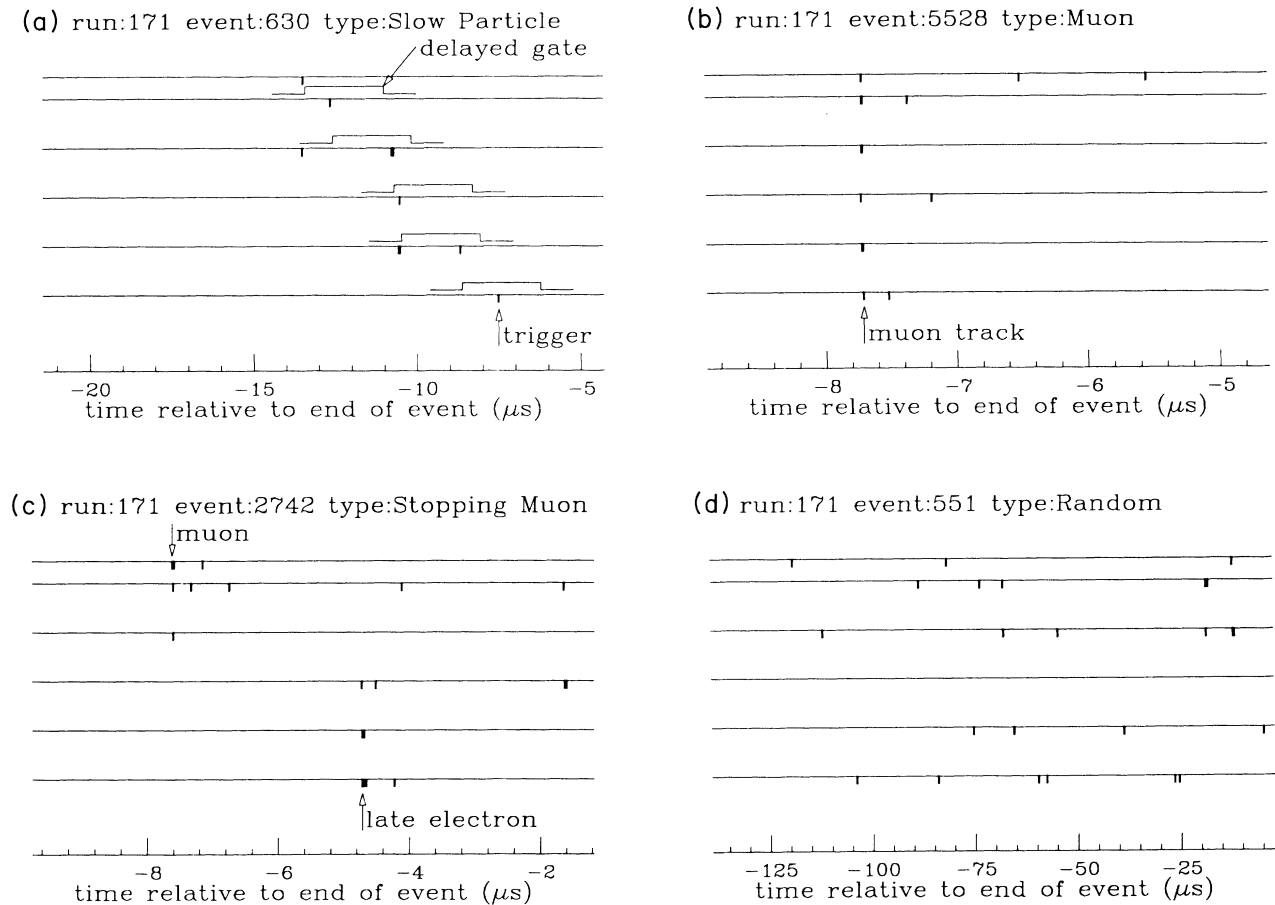 (a) run:171 event:630 type:Slow Particle
delayed gate
trigger
-20 -15 -10 -5
time relative to end of event (μs)
(b) run:171 event:5528 type:Muon
muon track
-8 -7 -6 -5
time relative to end of event (μs)
(c) run:171 event:2742 type:Stopping Muon
muon
late electron
-8 -6 -4 -2
time relative to end of event (μs)
(d) run:171 event:551 type:Random
-125 -100 -75 -50 -25
time relative to end of event (μs)